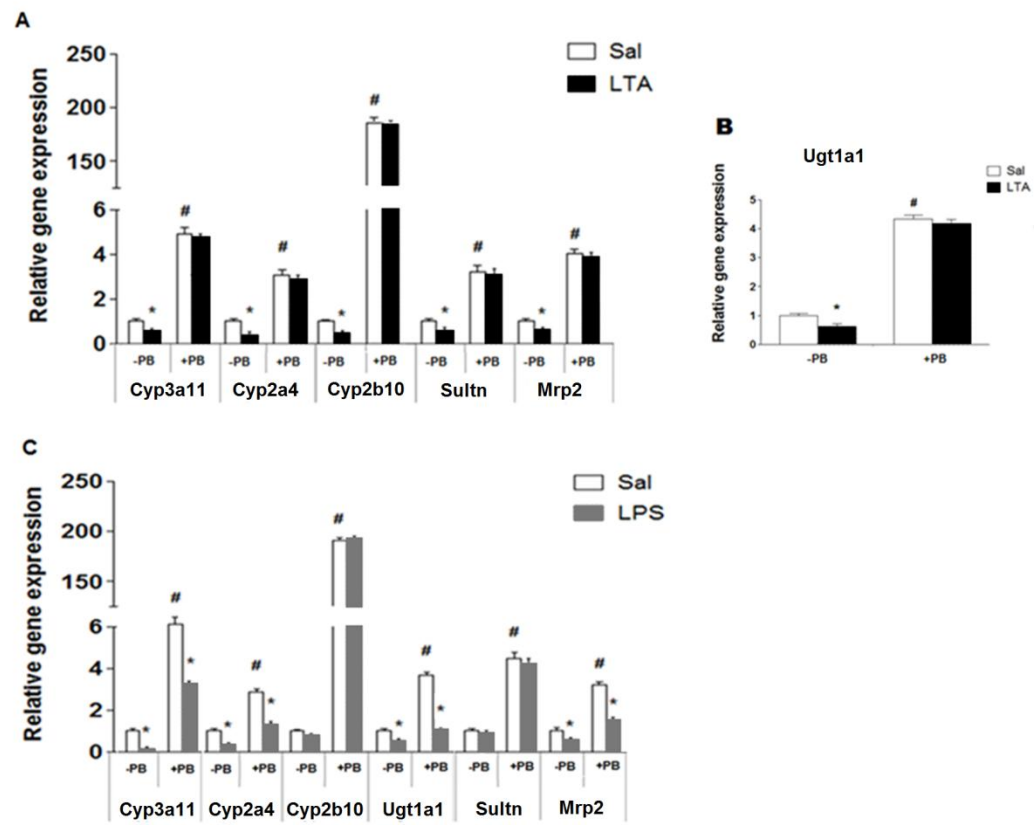 A
Relative gene expression
250
200
150
6
4
2
0
Sal
LTA
#
#
#
#
#
*
*
*
*
*
-PB +PB -PB +PB -PB +PB -PB +PB -PB +PB
Cyp3a11 Cyp2a4 Cyp2b10 Sultn Mrp2
B
Ugt1a1
Sal
LTA
Relative gene expression
5
4
3
2
1
0
#
*
-PB +PB
C
Relative gene expression
250
200
150
6
4
2
0
Sal
LPS
#
#
#
#
#
#
*
*
*
*
*
*
*
*
-PB +PB -PB +PB -PB +PB -PB +PB -PB +PB -PB +PB
Cyp3a11 Cyp2a4 Cyp2b10 Ugt1a1 Sultn Mrp2